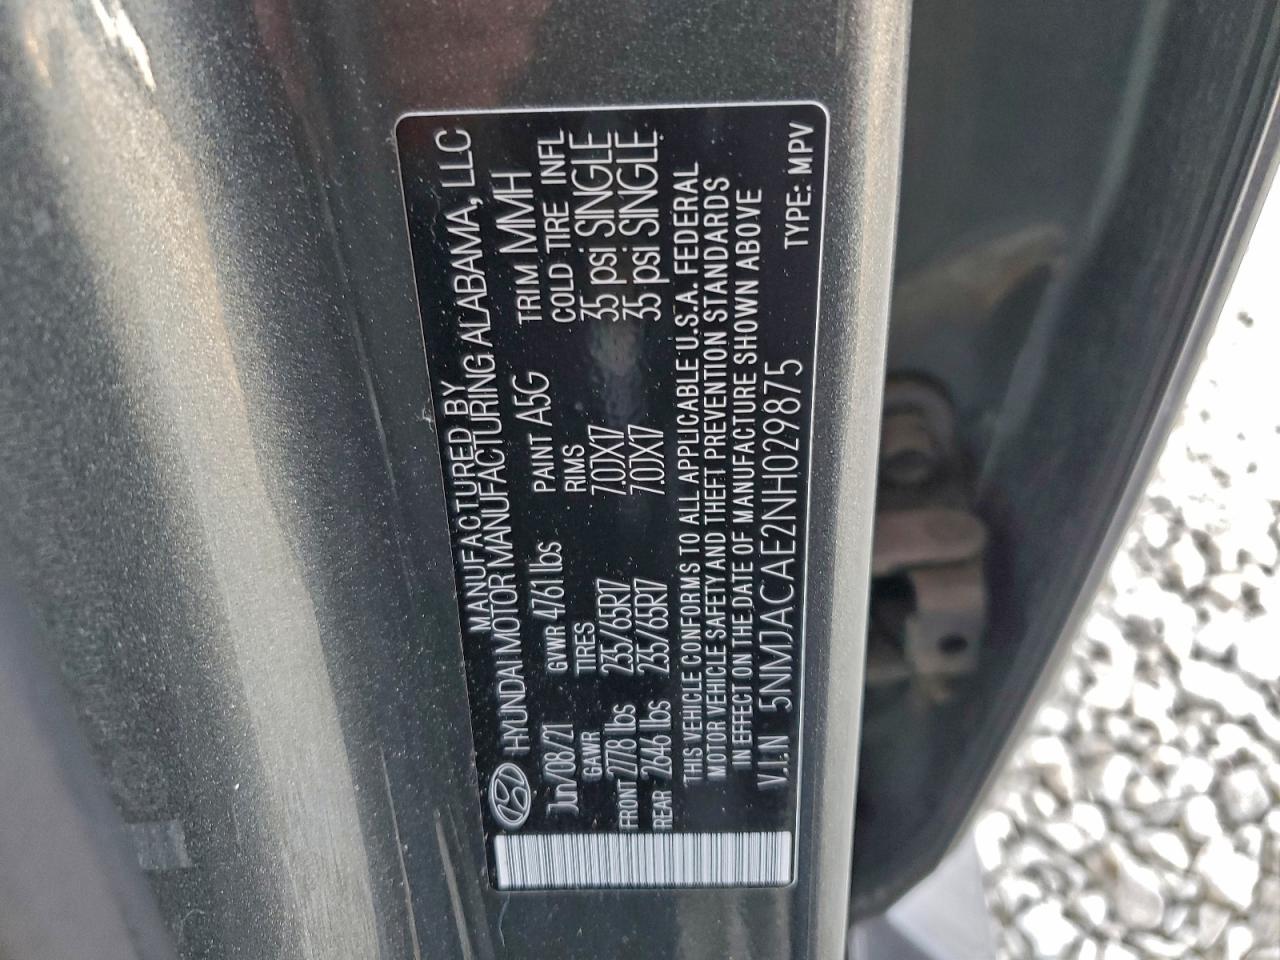 MANUFACTURED BY
HYUNDAI MOTOR MANUFACTURING ALABAMA, LLC
Jun/08/21 GVWR 4761 lbs PAINT A5G TRIM MMH
GAWR TIRES RIMS COLD TIRE INFL
FRONT 2778 lbs 235/65R17 7.0JX17 35 psi SINGLE
REAR 2646 lbs 235/65R17 7.0JX17 35 psi SINGLE
THIS VEHICLE CONFORMS TO ALL APPLICABLE U.S.A. FEDERAL
MOTOR VEHICLE SAFETY AND THEFT PREVENTION STANDARDS
IN EFFECT ON THE DATE OF MANUFACTURE SHOWN ABOVE
V.I.N 5NMJACAE2NH029875 TYPE: MPV